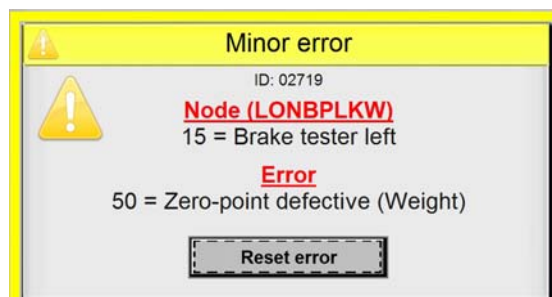 Minor error
ID: 02719
Node (LONBPLKW)
15 = Brake tester left
Error
50 = Zero-point defective (Weight)
Reset error